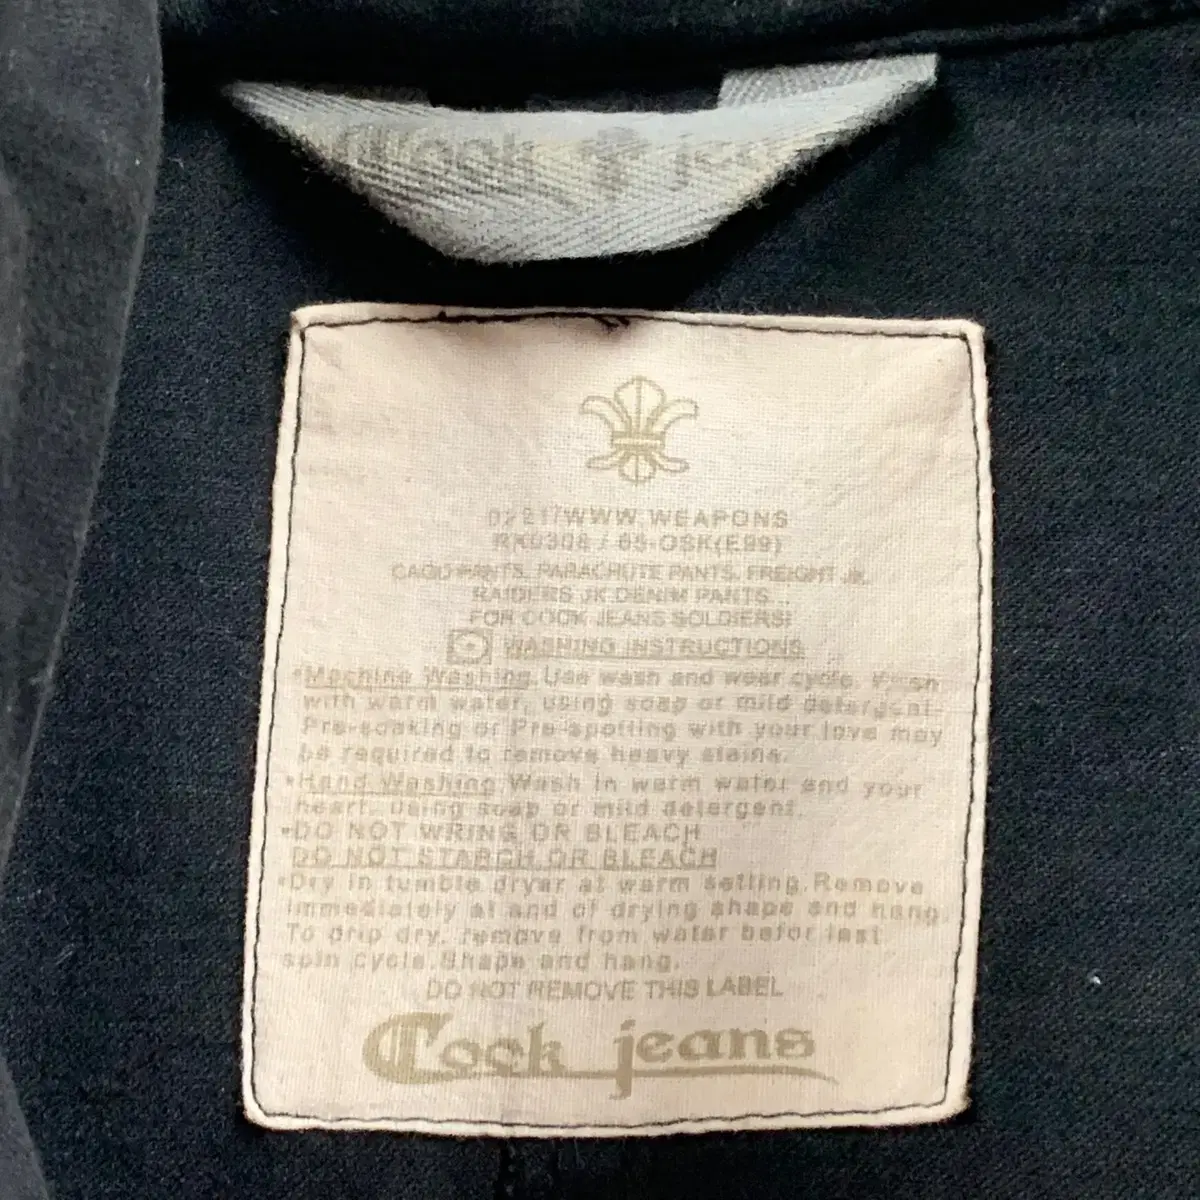 Cook jea
0221/WWW.WEAPONS
RK0308 / 65-OSK(E99)
CAGO PANTS. PARACHUTE PANTS. FREIGHT JK.
RAIDERS JK DENIM PANTS...
FOR COOK JEANS SOLDIERS!
WASHING INSTRUCTIONS
•Machine Washing.Use wash and wear cycle. Wash
with warm water, using soap or mild detergent.
Pre-soaking or Pre-spotting with your love may
be required to remove heavy stains.
•Hand Washing.Wash in warm water and your
heart. using soap or mild detergent.
•DO NOT WRING OR BLEACH
DO NOT STARCH OR BLEACH
•Dry in tumble dryer at warm setting.Remove
immediately at and of drying shape and hang.
To drip dry, remove from water befor last
spin cycle.Shape and hang.
DO NOT REMOVE THIS LABEL
Cook jeans